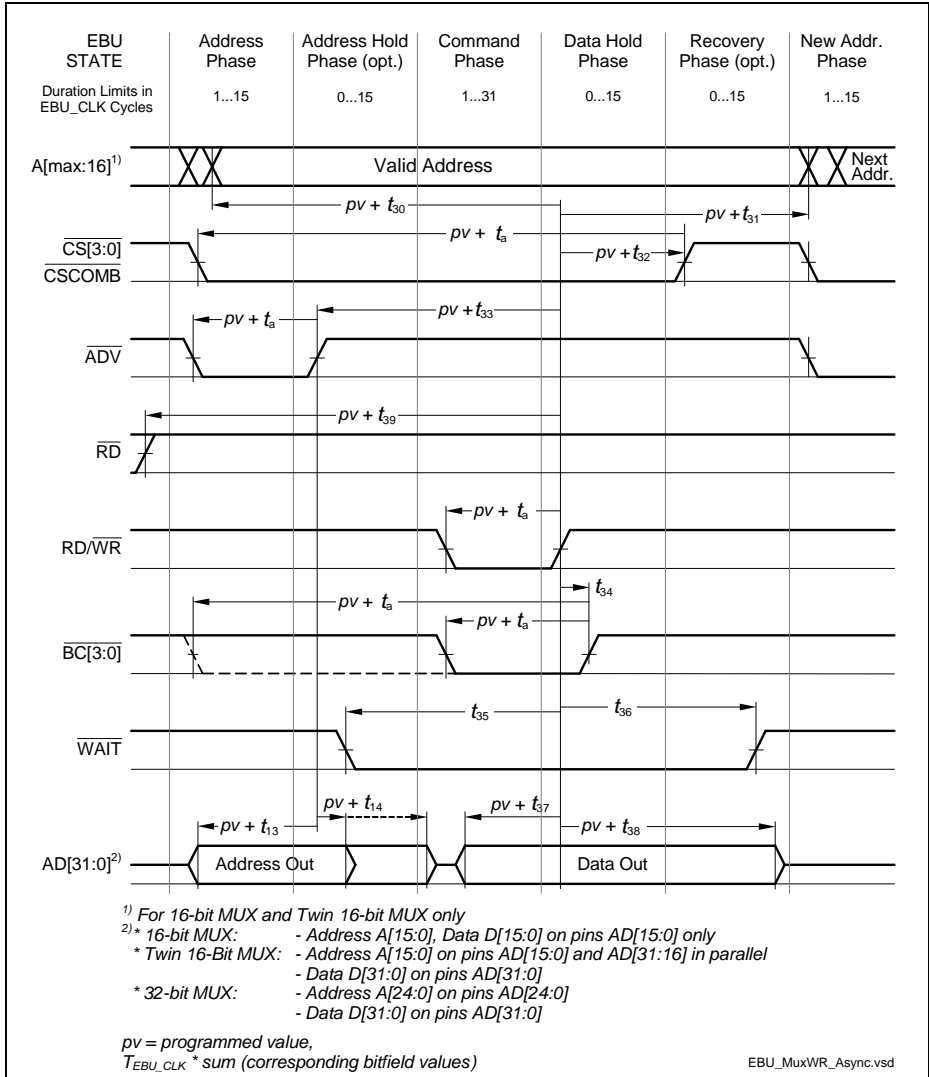 EBU STATE Address Phase Address Hold Phase (opt.) Command Phase Data Hold Phase Recovery Phase (opt.) New Addr. Phase
Duration Limits in EBU_CLK Cycles 1...15 0...15 1...31 0...15 0...15 1...15
A[max:16]1) Valid Address Next Addr.
pv + t30
pv + t31
pv + ta
CS[3:0]
pv + t32
CSCOMB
pv + t33
pv + ta
ADV
pv + t39
RD
pv + ta
RD/WR
t34
pv + ta
pv + ta
BC[3:0]
t35 t36
WAIT
pv + t14 pv + t37
pv + t13 pv + t38
AD[31:0]2) Address Out Data Out
1) For 16-bit MUX and Twin 16-bit MUX only
2)* 16-bit MUX: - Address A[15:0], Data D[15:0] on pins AD[15:0] only
* Twin 16-Bit MUX: - Address A[15:0] on pins AD[15:0] and AD[31:16] in parallel
- Data D[31:0] on pins AD[31:0]
* 32-bit MUX: - Address A[24:0] on pins AD[24:0]
- Data D[31:0] on pins AD[31:0]
pv = programmed value,
TEBU_CLK * sum (corresponding bitfield values) EBU_MuxWR_Async.vsd